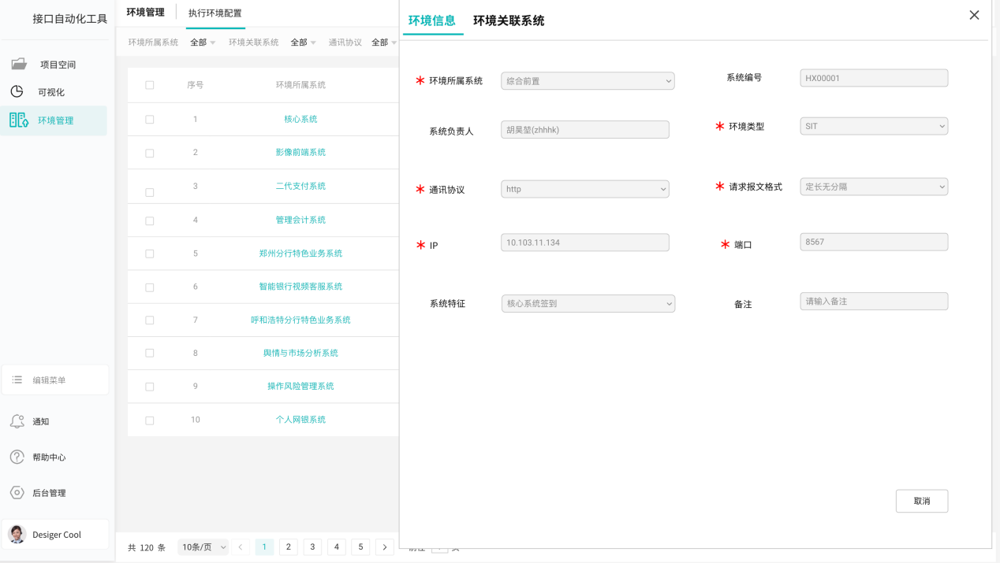 接口自动化工具
项目空间
可视化
环境管理
编辑菜单
通知
帮助中心
后台管理
Desiger Cool
环境管理 执行环境配置
环境所属系统 全部 环境关联系统 全部 通讯协议 全部
序号 环境所属系统
1 核心系统
2 影像前端系统
3 二代支付系统
4 管理会计系统
5 郑州分行特色业务系统
6 智能银行视频客服系统
7 呼和浩特分行特色业务系统
8 舆情与市场分析系统
9 操作风险管理系统
10 个人网银系统
共 120 条 10条/页 1 2 3 4 5
环境信息 环境关联系统
* 环境所属系统 综合前置 系统编号 HX00001
系统负责人 胡昊堃(zhhhk) * 环境类型 SIT
* 通讯协议 http * 请求报文格式 定长无分隔
* IP 10.103.11.134 * 端口 8567
系统特征 核心系统签到 备注 请输入备注
取消